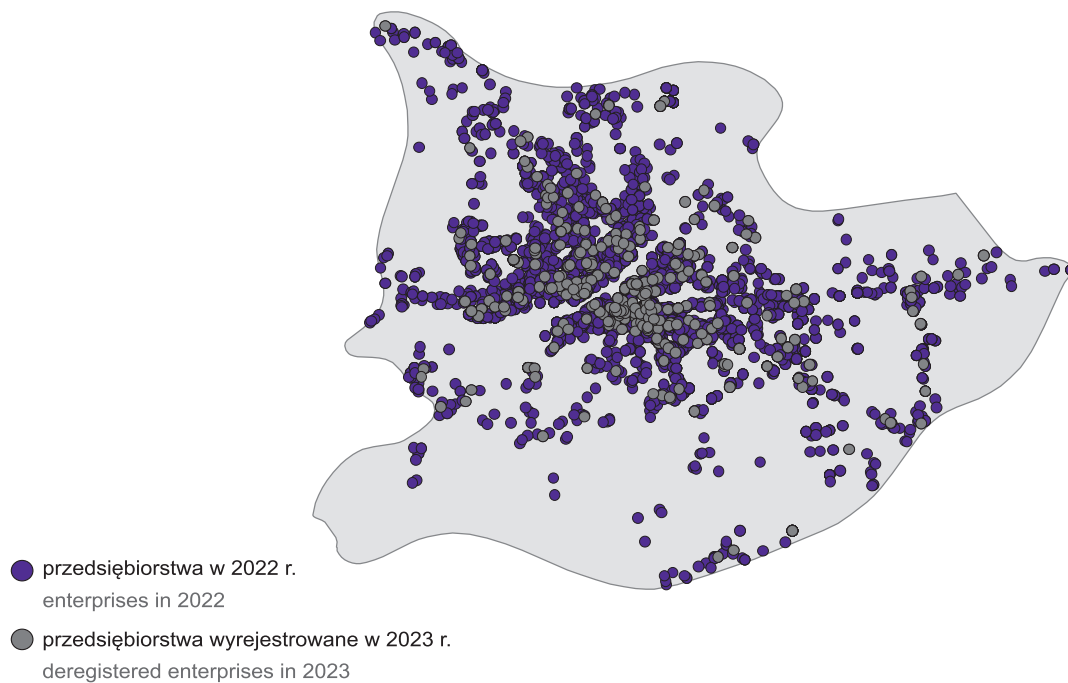 przedsiębiorstwa w 2022 r.
enterprises in 2022
przedsiębiorstwa wyrejestrowane w 2023 r.
deregistered enterprises in 2023